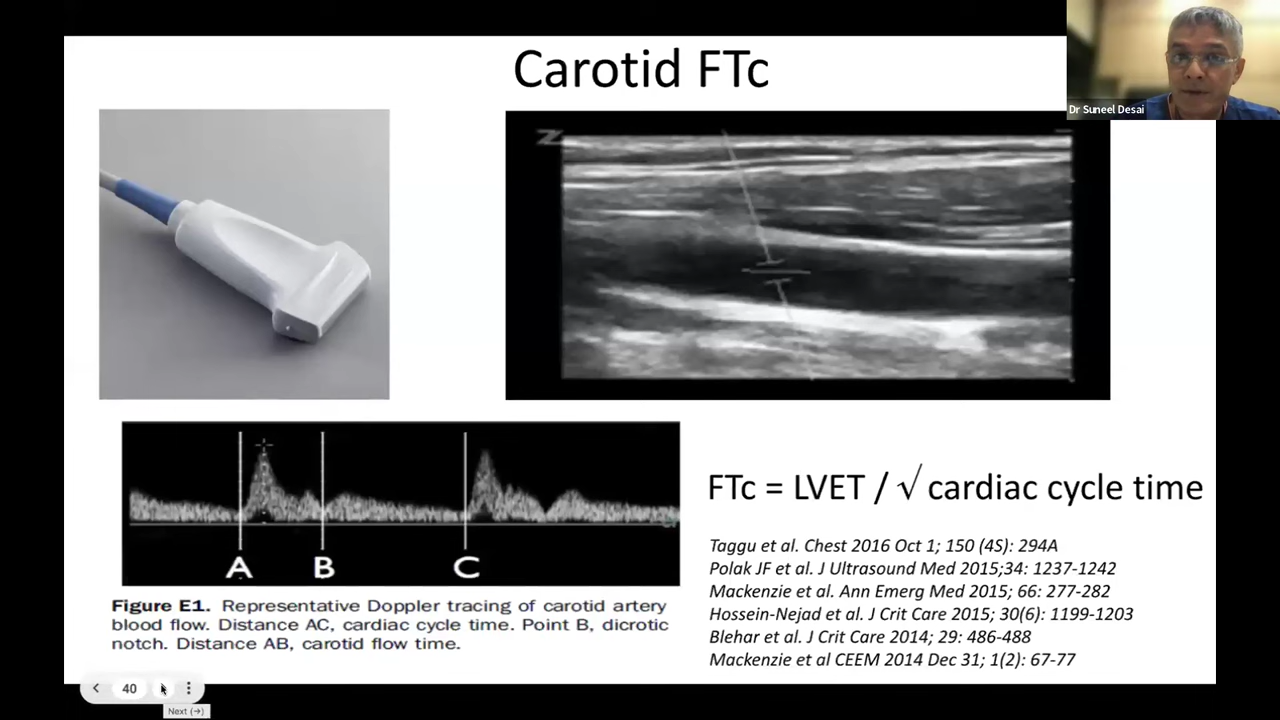 Carotid FTc
Dr Suneel Desai
Z
A B C
FTc = LVET / √ cardiac cycle time
Figure E1. Representative Doppler tracing of carotid artery
blood flow. Distance AC, cardiac cycle time. Point B, dicrotic
notch. Distance AB, carotid flow time.
Taggu et al. Chest 2016 Oct 1; 150 (4S): 294A
Polak JF et al. J Ultrasound Med 2015;34: 1237-1242
Mackenzie et al. Ann Emerg Med 2015; 66: 277-282
Hossein-Nejad et al. J Crit Care 2015; 30(6): 1199-1203
Blehar et al. J Crit Care 2014; 29: 486-488
Mackenzie et al CEEM 2014 Dec 31; 1(2): 67-77
40
Next (→)